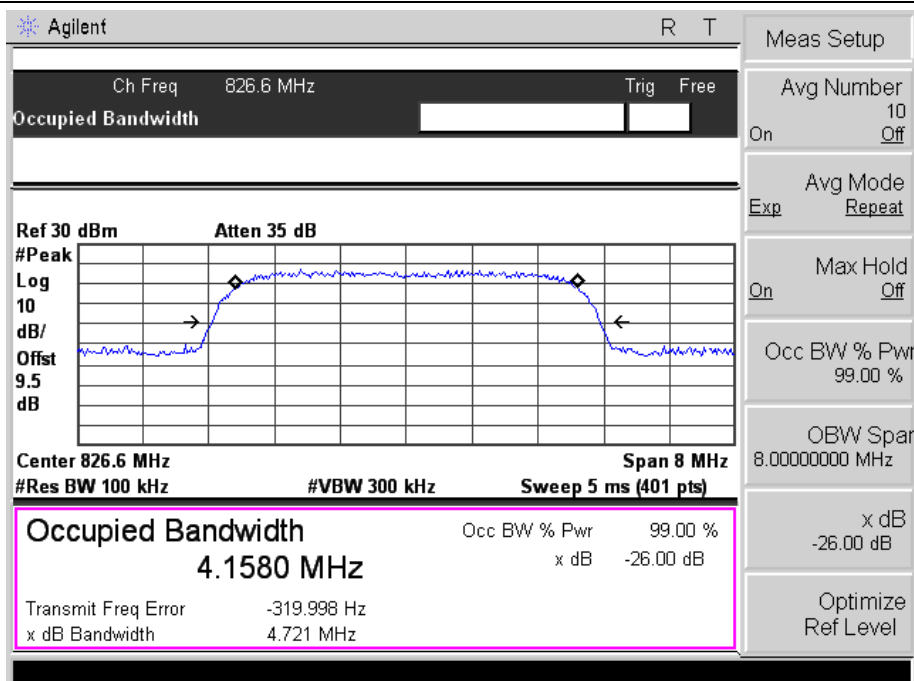 Agilent R T
Ch Freq 826.6 MHz Trig Free
Occupied Bandwidth
Ref 30 dBm Atten 35 dB
#Peak
Log
10
dB/
Offst
9.5
dB
Center 826.6 MHz Span 8 MHz
#Res BW 100 kHz #VBW 300 kHz Sweep 5 ms (401 pts)
Occupied Bandwidth
4.1580 MHz
Occ BW % Pwr 99.00 %
x dB -26.00 dB
Transmit Freq Error -319.998 Hz
x dB Bandwidth 4.721 MHz
Meas Setup
Avg Number
10
On Off
Avg Mode
Exp Repeat
Max Hold
On Off
Occ BW % Pwr
99.00 %
OBW Span
8.00000000 MHz
x dB
-26.00 dB
Optimize
Ref Level